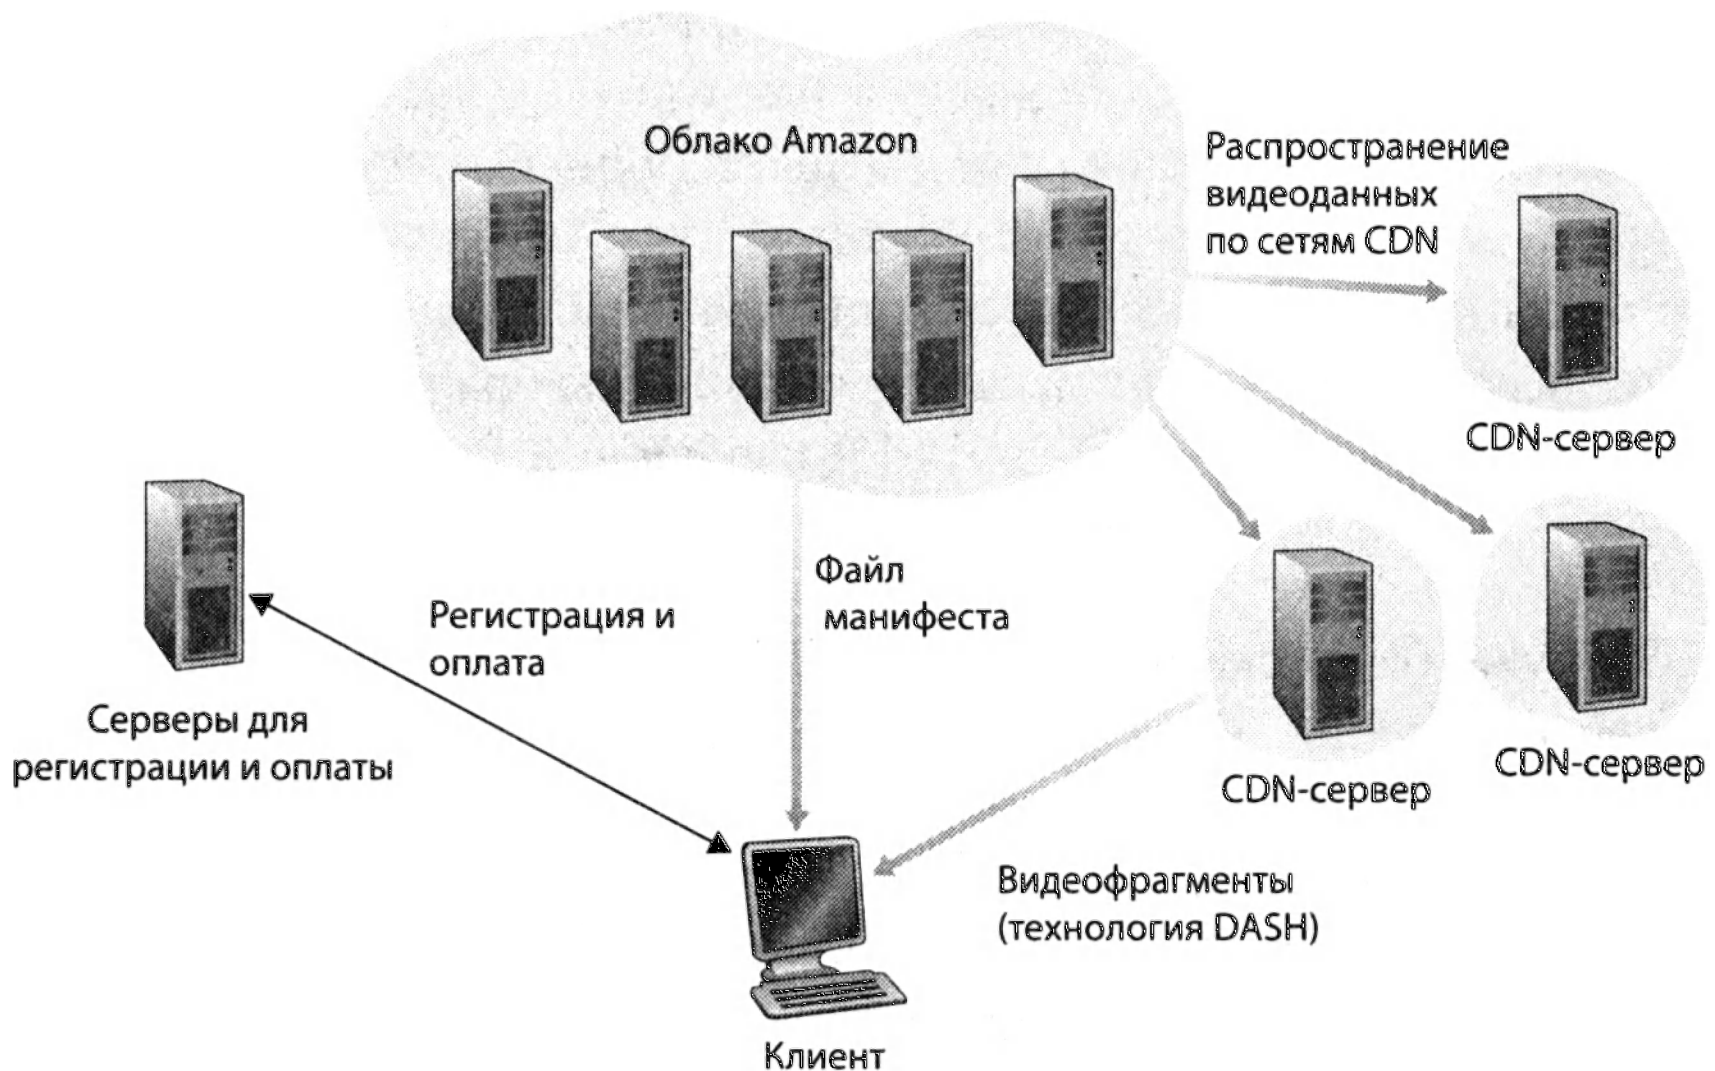 Облако Amazon
Распространение
видеоданных
по сетям CDN
CDN-сервер
Файл
манифеста
Регистрация и
оплата
Серверы для
регистрации и оплаты
CDN-сервер
CDN-сервер
Видеофрагменты
(технология DASH)
Клиент